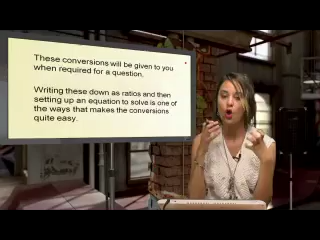 These conversions will be given to you
when required for a question.
Writing these down as ratios and then
setting up an equation to solve is one of
the ways that makes the conversions
quite easy.